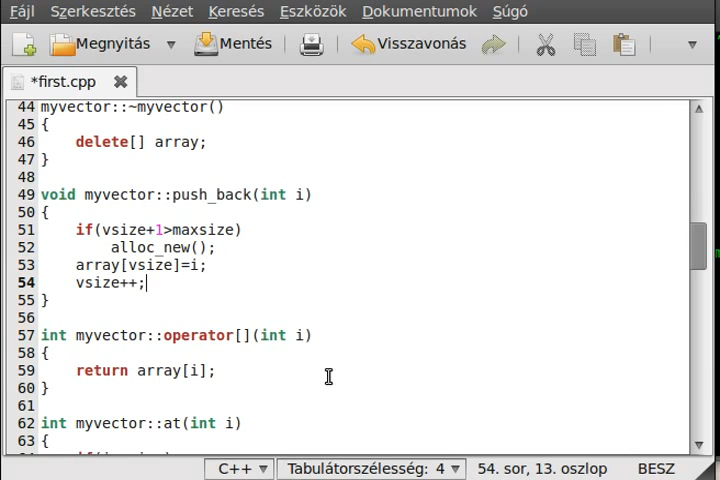 Fájl Szerkesztés Nézet Keresés Eszközök Dokumentumok Súgó
Megnyitás Mentés Visszavonás
*first.cpp
44 myvector::~myvector()
45 {
46     delete[] array;
47 }
48
49 void myvector::push_back(int i)
50 {
51     if(vsize+1>maxsize)
52         alloc_new();
53     array[vsize]=i;
54     vsize++;
55 }
56
57 int myvector::operator[](int i)
58 {
59     return array[i];
60 }
61
62 int myvector::at(int i)
63 {
C++ Tabulátorszélesség: 4 54. sor, 13. oszlop BESZ